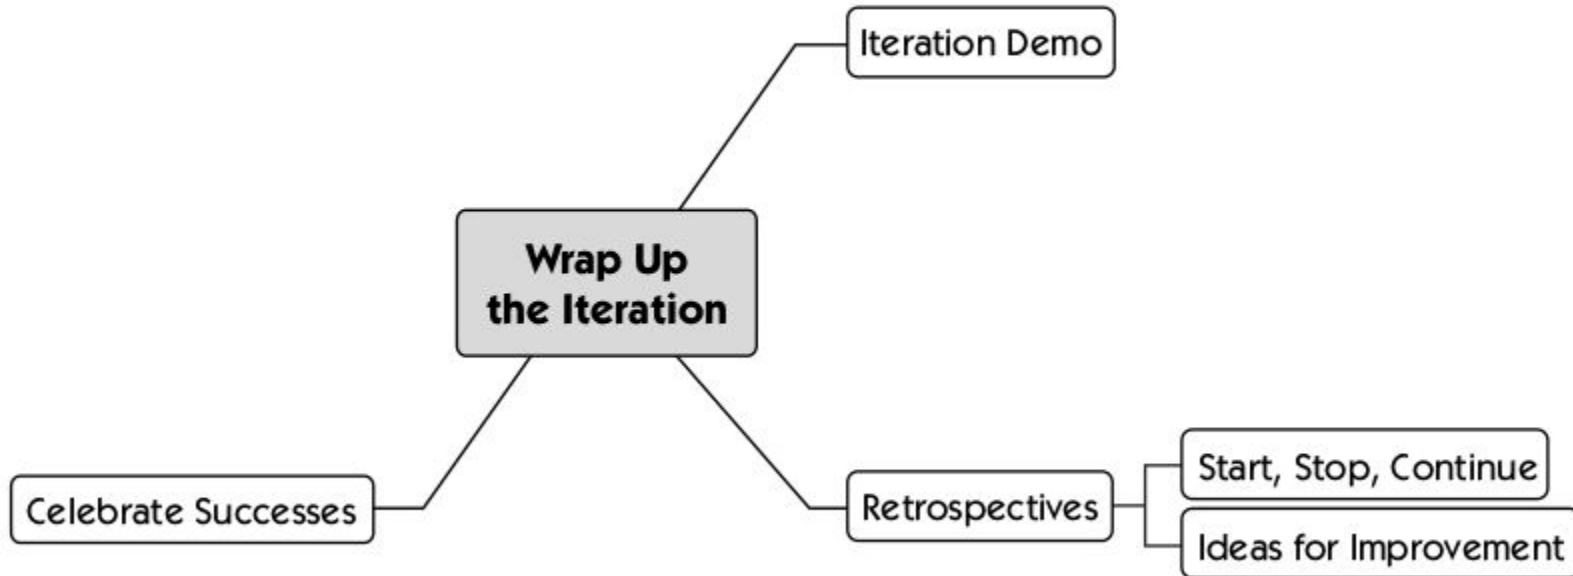 Iteration Demo
Wrap Up
the Iteration
Celebrate Successes
Retrospectives
Start, Stop, Continue
Ideas for Improvement